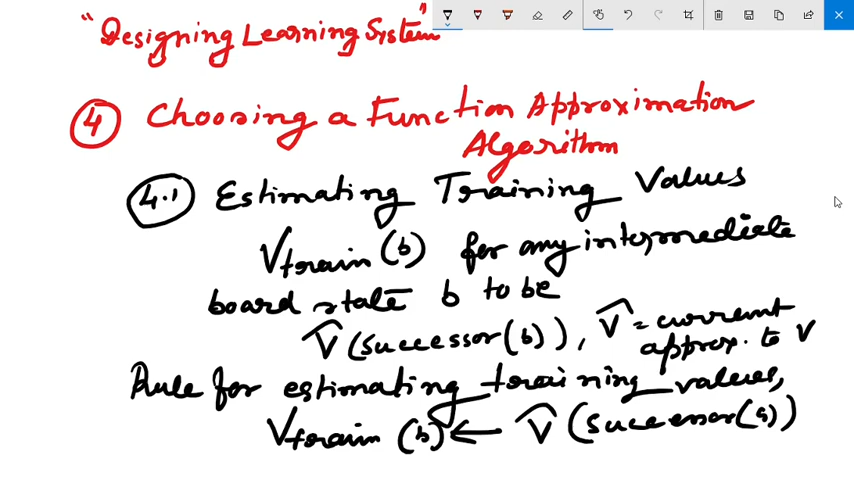 "Designing Learning System"
4 Choosing a Function Approximation
Algorithm
4.1 Estimating Training Values
Vtrain (b) for any intermediate
board state b to be
V̂ (successor(b)), V̂ = current
approx. to V
Rule for estimating training values,
Vtrain (b) ← V̂ (successor(b))